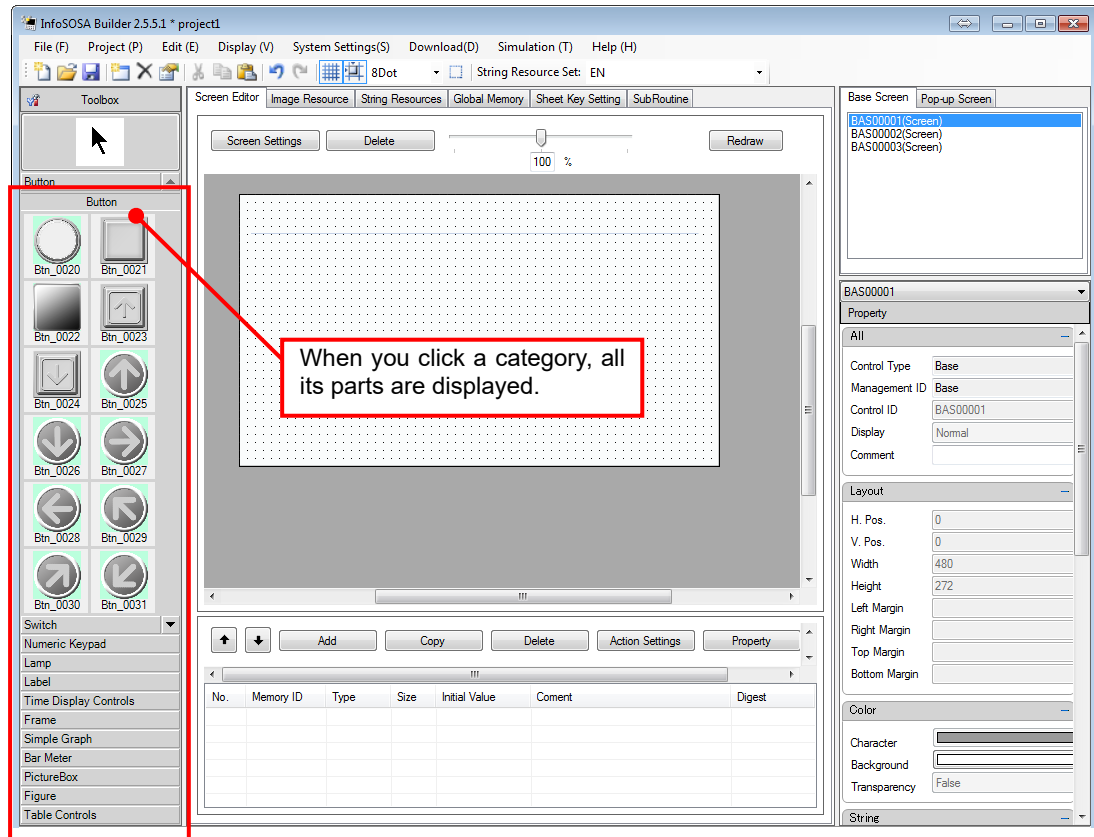 InfoSOSA Builder 2.5.5.1 * project1
File (F) Project (P) Edit (E) Display (V) System Settings(S) Download(D) Simulation (T) Help (H)
8Dot String Resource Set: EN
Toolbox
Button
Button
Btn_0020 Btn_0021
Btn_0022 Btn_0023
Btn_0024 Btn_0025
Btn_0026 Btn_0027
Btn_0028 Btn_0029
Btn_0030 Btn_0031
Switch
Numeric Keypad
Lamp
Label
Time Display Controls
Frame
Simple Graph
Bar Meter
PictureBox
Figure
Table Controls
Screen Editor Image Resource String Resources Global Memory Sheet Key Setting SubRoutine
Screen Settings Delete Redraw
100 %
When you click a category, all
its parts are displayed.
Add Copy Delete Action Settings Property
No. Memory ID Type Size Initial Value Coment Digest
Base Screen Pop-up Screen
BAS00001(Screen)
BAS00002(Screen)
BAS00003(Screen)
BAS00001
Property
All
Control Type Base
Management ID Base
Control ID BAS00001
Display Normal
Comment
Layout
H. Pos. 0
V. Pos. 0
Width 480
Height 272
Left Margin
Right Margin
Top Margin
Bottom Margin
Color
Character
Background
Transparency False
String